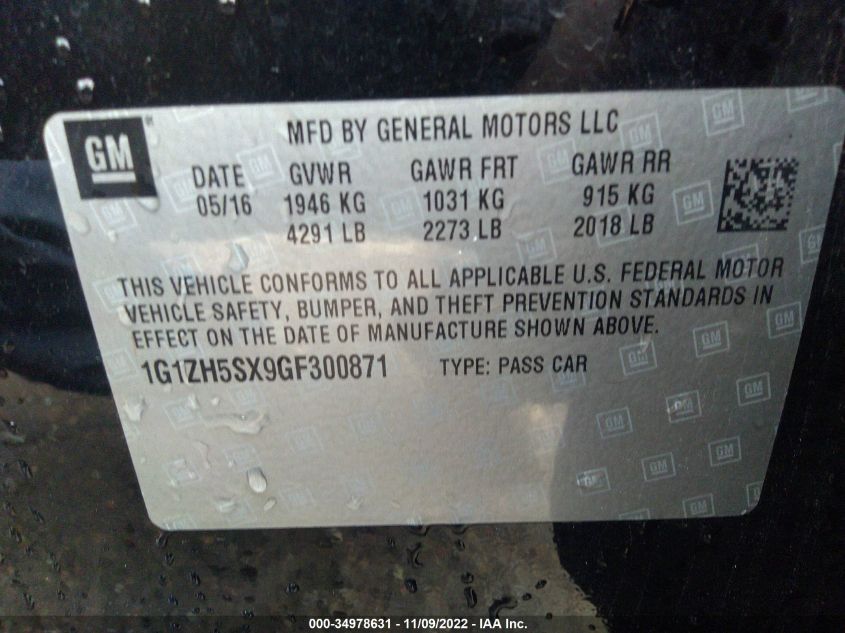 GM
MFD BY GENERAL MOTORS LLC
DATE GVWR GAWR FRT GAWR RR
05/16 1946 KG 1031 KG 915 KG
4291 LB 2273 LB 2018 LB
THIS VEHICLE CONFORMS TO ALL APPLICABLE U.S. FEDERAL MOTOR
VEHICLE SAFETY, BUMPER, AND THEFT PREVENTION STANDARDS IN
EFFECT ON THE DATE OF MANUFACTURE SHOWN ABOVE.
1G1ZH5SX9GF300871 TYPE: PASS CAR
000-34978631 - 11/09/2022 - IAA Inc.